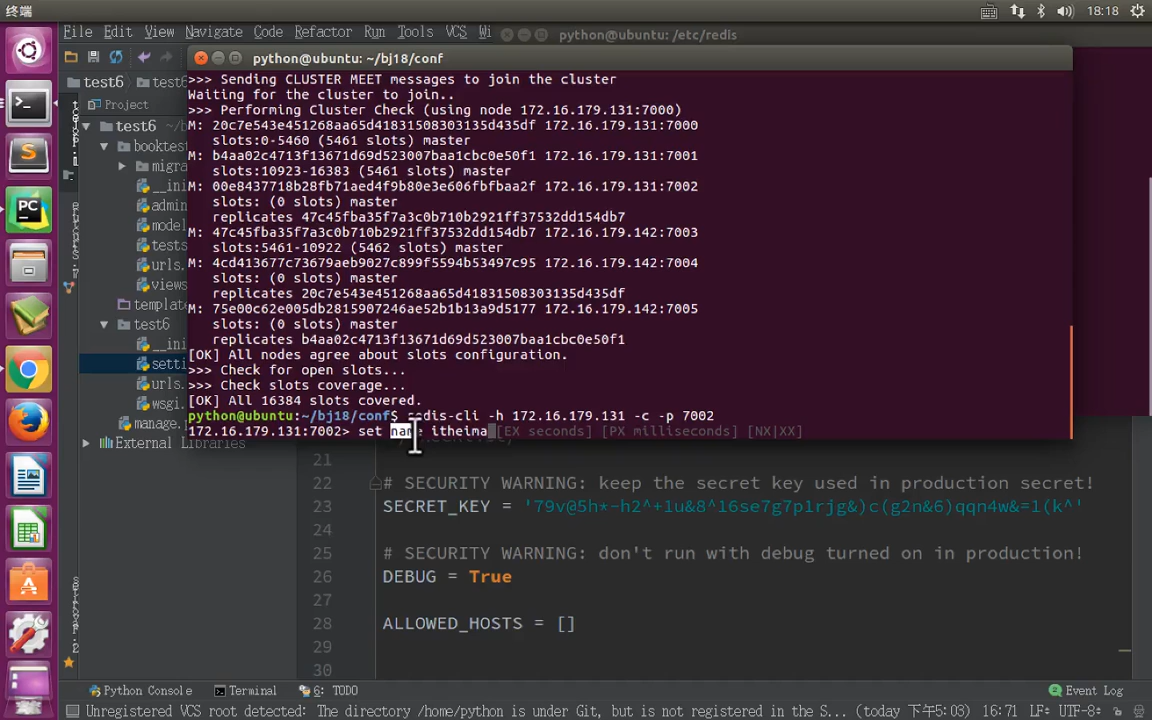 终端
18:18
File Edit View Navigate Code Refactor Run Tools VCS Wi
python@ubuntu: /etc/redis
python@ubuntu: ~/bj18/conf
test6
test6
Project
test6
booktest
migra
__ini
admin
model
tests
urls.
views
templat
test6
__ini
setti
urls.
wsgi.
manage.
External Libraries
>>> Sending CLUSTER MEET messages to join the cluster
Waiting for the cluster to join..
>>> Performing Cluster Check (using node 172.16.179.131:7000)
M: 20c7e543e451268aa65d41831508303135d435df 172.16.179.131:7000
slots:0-5460 (5461 slots) master
M: b4aa02c4713f13671d69d523007baa1cbc0e50f1 172.16.179.131:7001
slots:10923-16383 (5461 slots) master
M: 00e8437718b28fb71aed4f9b80e3e606fbfbaa2f 172.16.179.131:7002
slots: (0 slots) master
replicates 47c45fba35f7a3c0b710b2921ff37532dd154db7
M: 47c45fba35f7a3c0b710b2921ff37532dd154db7 172.16.179.142:7003
slots:5461-10922 (5462 slots) master
M: 4cd413677c73679aeb9027c899f5594b53497c95 172.16.179.142:7004
slots: (0 slots) master
replicates 20c7e543e451268aa65d41831508303135d435df
M: 75e00c62e005db2815907246ae52b1b13a9d5177 172.16.179.142:7005
slots: (0 slots) master
replicates b4aa02c4713f13671d69d523007baa1cbc0e50f1
[OK] All nodes agree about slots configuration.
>>> Check for open slots...
>>> Check slots coverage...
[OK] All 16384 slots covered.
python@ubuntu:~/bj18/conf$ redis-cli -h 172.16.179.131 -c -p 7002
172.16.179.131:7002> set name itheima [EX seconds] [PX milliseconds] [NX|XX]
21
22 # SECURITY WARNING: keep the secret key used in production secret!
23 SECRET_KEY = '79v@5h*-h2^+1u&8^l6se7g7plrjg&)c(g2n&6)qqn4w&=1(k^'
24
25 # SECURITY WARNING: don't run with debug turned on in production!
26 DEBUG = True
27
28 ALLOWED_HOSTS = []
29
30
Python Console Terminal 6: TODO Event Log
Unregistered VCS root detected: The directory /home/python is under Git, but is not registered in the S... (today 下午5:03) 16:71 LF÷ UTF-8÷